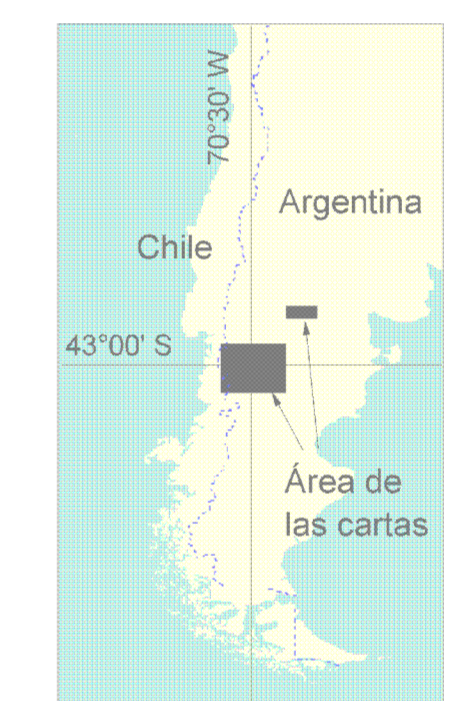 70°30' W
Argentina
Chile
43°00' S
Área de
las cartas